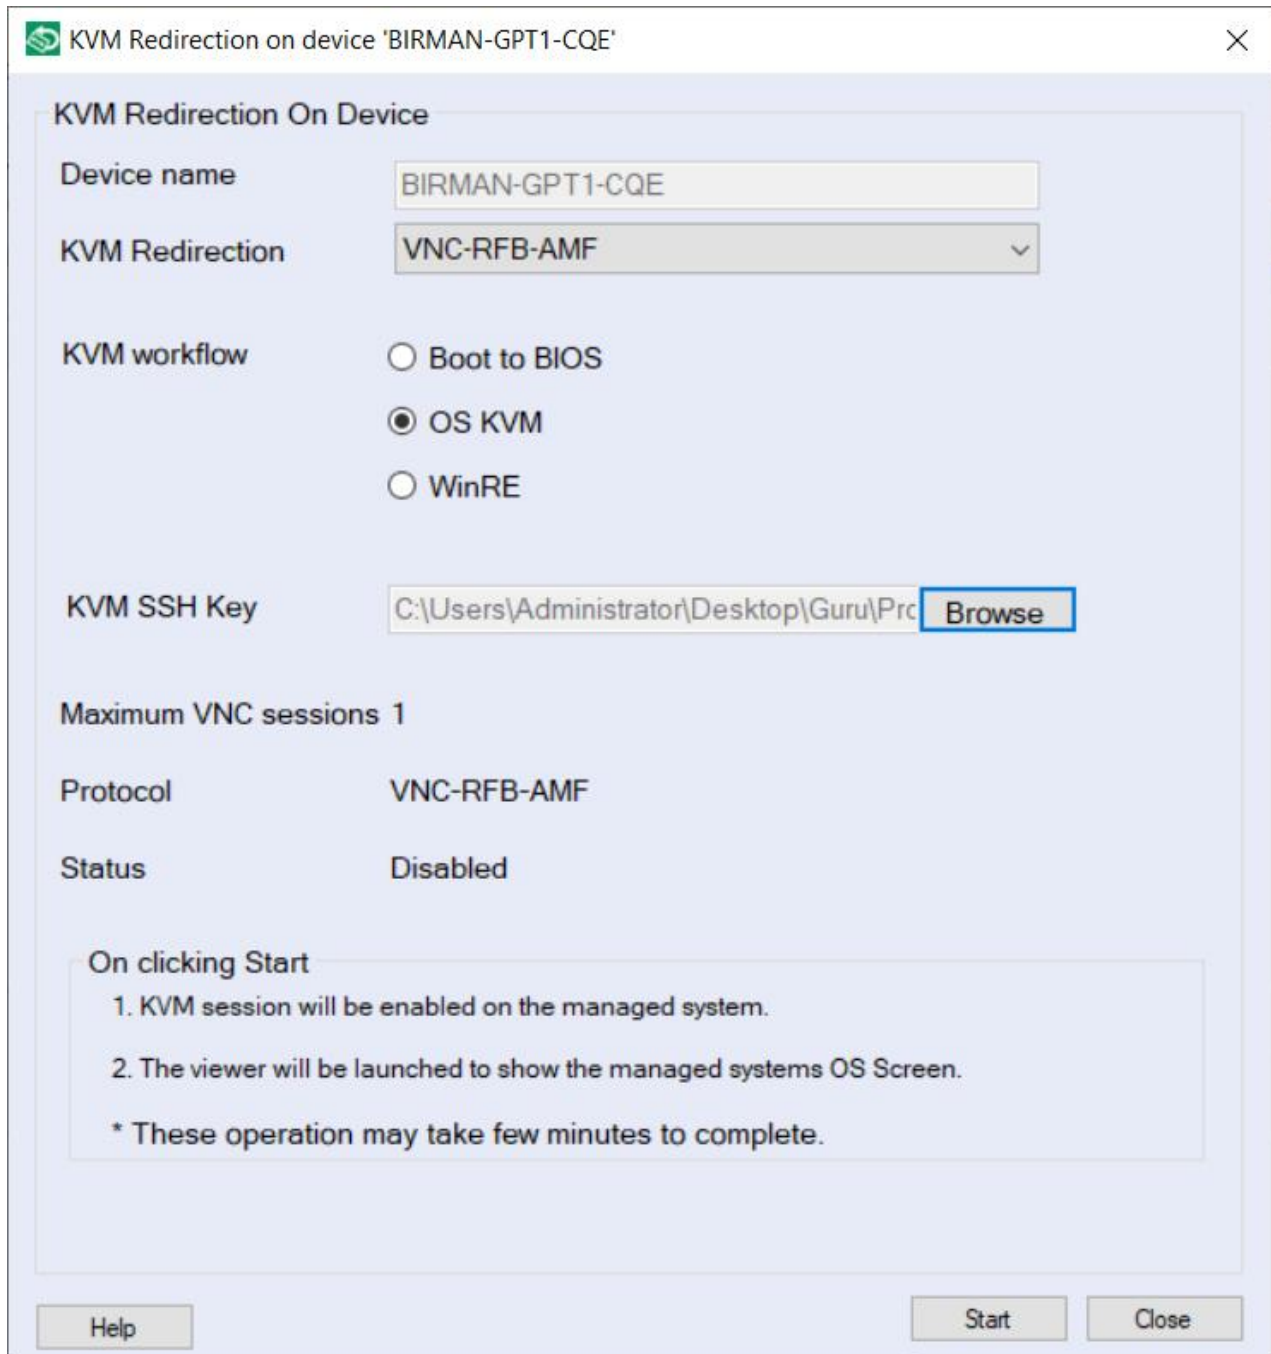 KVM Redirection on device 'BIRMAN-GPT1-CQE'
KVM Redirection On Device
Device name BIRMAN-GPT1-CQE
KVM Redirection VNC-RFB-AMF
KVM workflow Boot to BIOS
OS KVM
WinRE
KVM SSH Key C:\Users\Administrator\Desktop\Guru\Prc Browse
Maximum VNC sessions 1
Protocol VNC-RFB-AMF
Status Disabled
On clicking Start
1. KVM session will be enabled on the managed system.
2. The viewer will be launched to show the managed systems OS Screen.
* These operation may take few minutes to complete.
Help Start Close